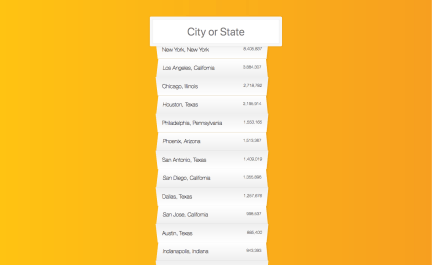 City or State
New York, New York 8,405,837
Los Angeles, California 3,884,307
Chicago, Illinois 2,718,782
Houston, Texas 2,195,914
Philadelphia, Pennsylvania 1,553,165
Phoenix, Arizona 1,513,367
San Antonio, Texas 1,409,019
San Diego, California 1,355,896
Dallas, Texas 1,257,676
San Jose, California 998,537
Austin, Texas 885,400
Indianapolis, Indiana 843,393